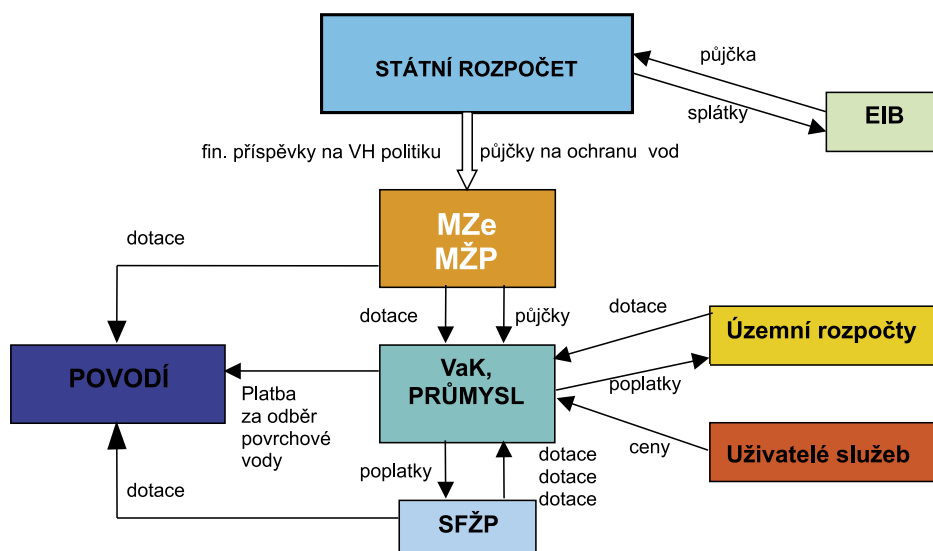 STÁTNÍ ROZPOČET
půjčka
splátky
EIB
fin. příspěvky na VH politiku
půjčky na ochranu vod
MZe
MŽP
dotace
dotace
půjčky
dotace
Územní rozpočty
POVODÍ
VaK,
PRŮMYSL
Platba
za odběr
povrchové
vody
poplatky
ceny
Uživatelé služeb
poplatky
dotace
dotace
dotace
dotace
SFŽP